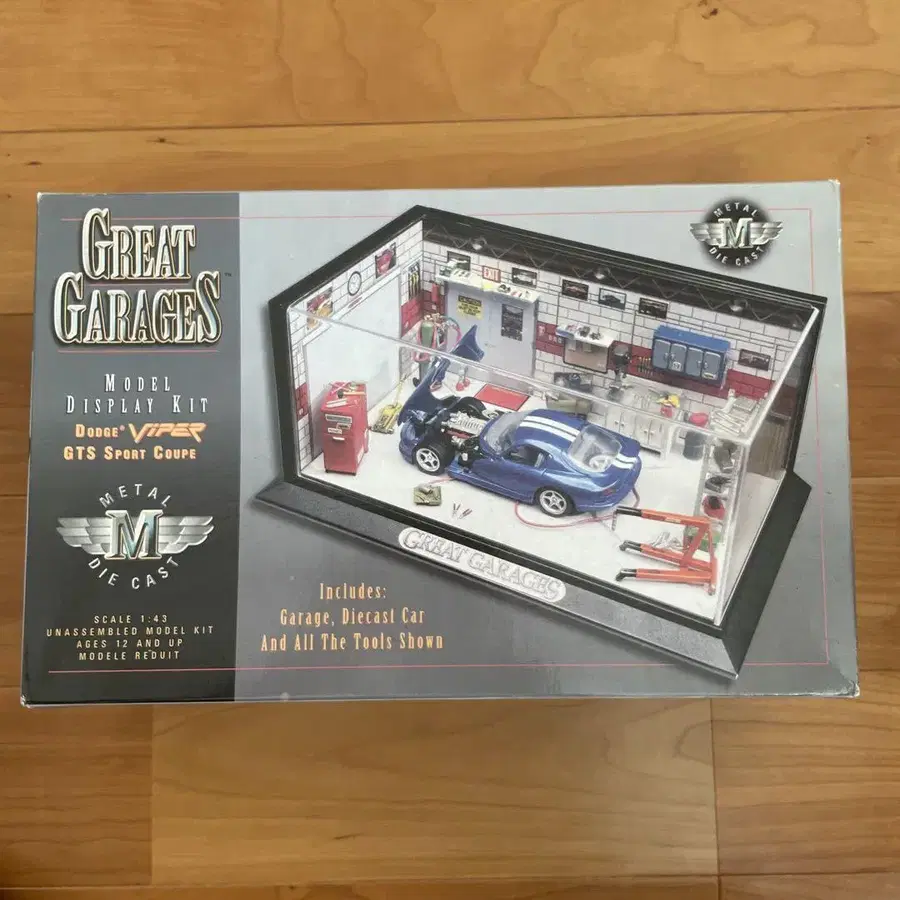 GREAT
GARAGES™
MODEL
DISPLAY KIT
DODGE® VIPER
GTS SPORT COUPE
METAL
M
DIE CAST
SCALE 1:43
UNASSEMBLED MODEL KIT
AGES 12 AND UP
MODELE REDUIT
METAL
M
DIE CAST
EXIT
GREAT GARAGES
Includes:
Garage, Diecast Car
And All The Tools Shown